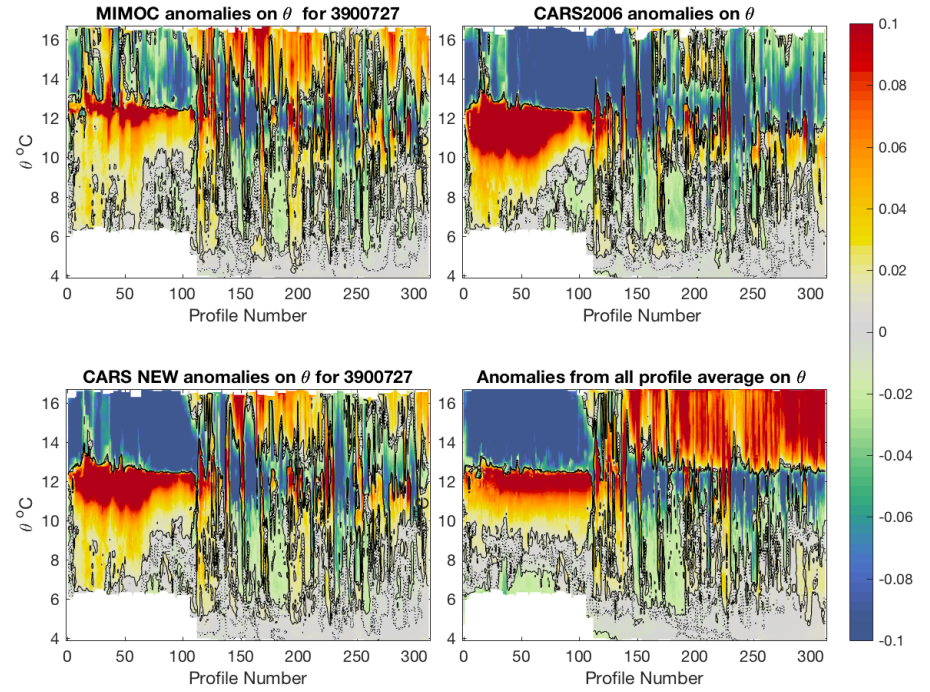 MIMOC anomalies on θ for 3900727
CARS2006 anomalies on θ
16
14
12
10
8
6
4
θ °C
0 50 100 150 200 250 300
Profile Number
16
14
12
10
8
6
4
0 50 100 150 200 250 300
Profile Number
CARS NEW anomalies on θ for 3900727
Anomalies from all profile average on θ
16
14
12
10
8
6
4
θ °C
0 50 100 150 200 250 300
Profile Number
16
14
12
10
8
6
4
0 50 100 150 200 250 300
Profile Number
0.1
0.08
0.06
0.04
0.02
0
-0.02
-0.04
-0.06
-0.08
-0.1